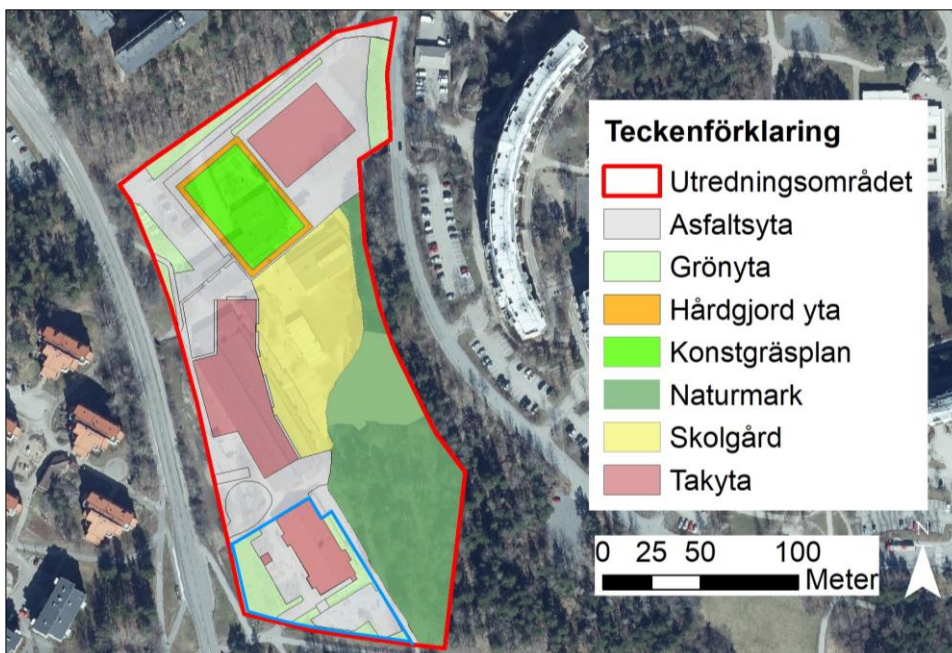 Teckenförklaring
Utredningsområdet
Asfaltsyta
Grönyta
Hårdgjord yta
Konstgräsplan
Naturmark
Skolgård
Takyta
0 25 50 100
Meter
N